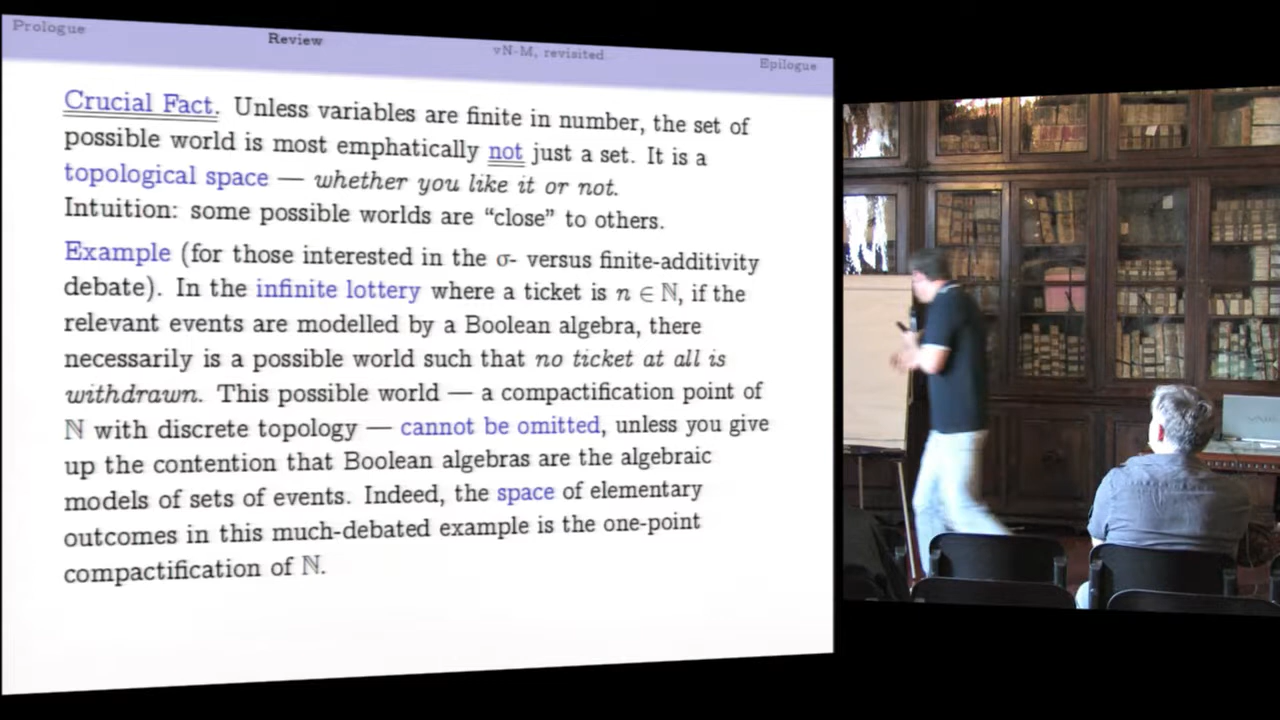 Prologue
Review
vN-M, revisited
Epilogue
Crucial Fact. Unless variables are finite in number, the set of
possible world is most emphatically not just a set. It is a
topological space — whether you like it or not.
Intuition: some possible worlds are “close” to others.
Example (for those interested in the σ- versus finite-additivity
debate). In the infinite lottery where a ticket is n ∈ ℕ, if the
relevant events are modelled by a Boolean algebra, there
necessarily is a possible world such that no ticket at all is
withdrawn. This possible world — a compactification point of
ℕ with discrete topology — cannot be omitted, unless you give
up the contention that Boolean algebras are the algebraic
models of sets of events. Indeed, the space of elementary
outcomes in this much-debated example is the one-point
compactification of ℕ.